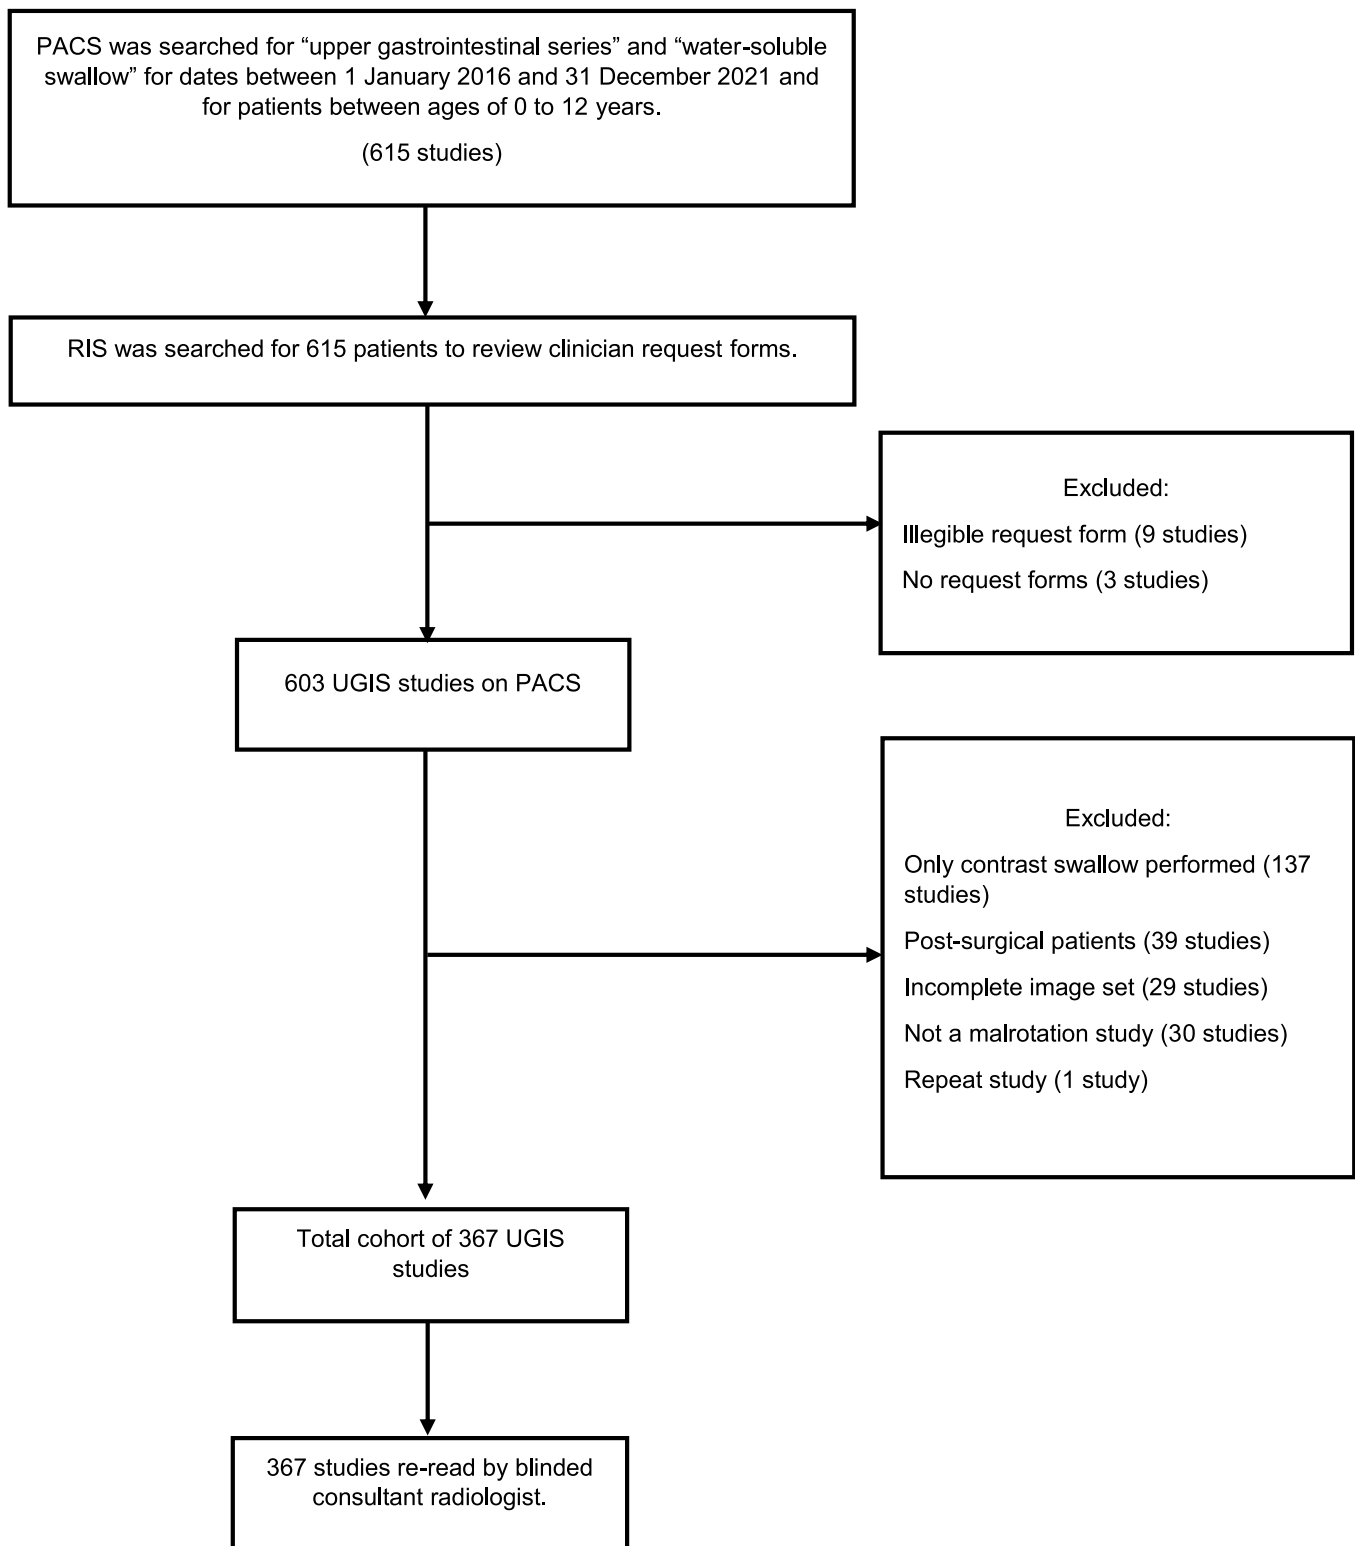 PACS was searched for “upper gastrointestinal series” and “water-soluble
swallow” for dates between 1 January 2016 and 31 December 2021 and
for patients between ages of 0 to 12 years.
(615 studies)
RIS was searched for 615 patients to review clinician request forms.
Excluded:
Illegible request form (9 studies)
No request forms (3 studies)
603 UGIS studies on PACS
Excluded:
Only contrast swallow performed (137
studies)
Post-surgical patients (39 studies)
Incomplete image set (29 studies)
Not a malrotation study (30 studies)
Repeat study (1 study)
Total cohort of 367 UGIS
studies
367 studies re-read by blinded
consultant radiologist.